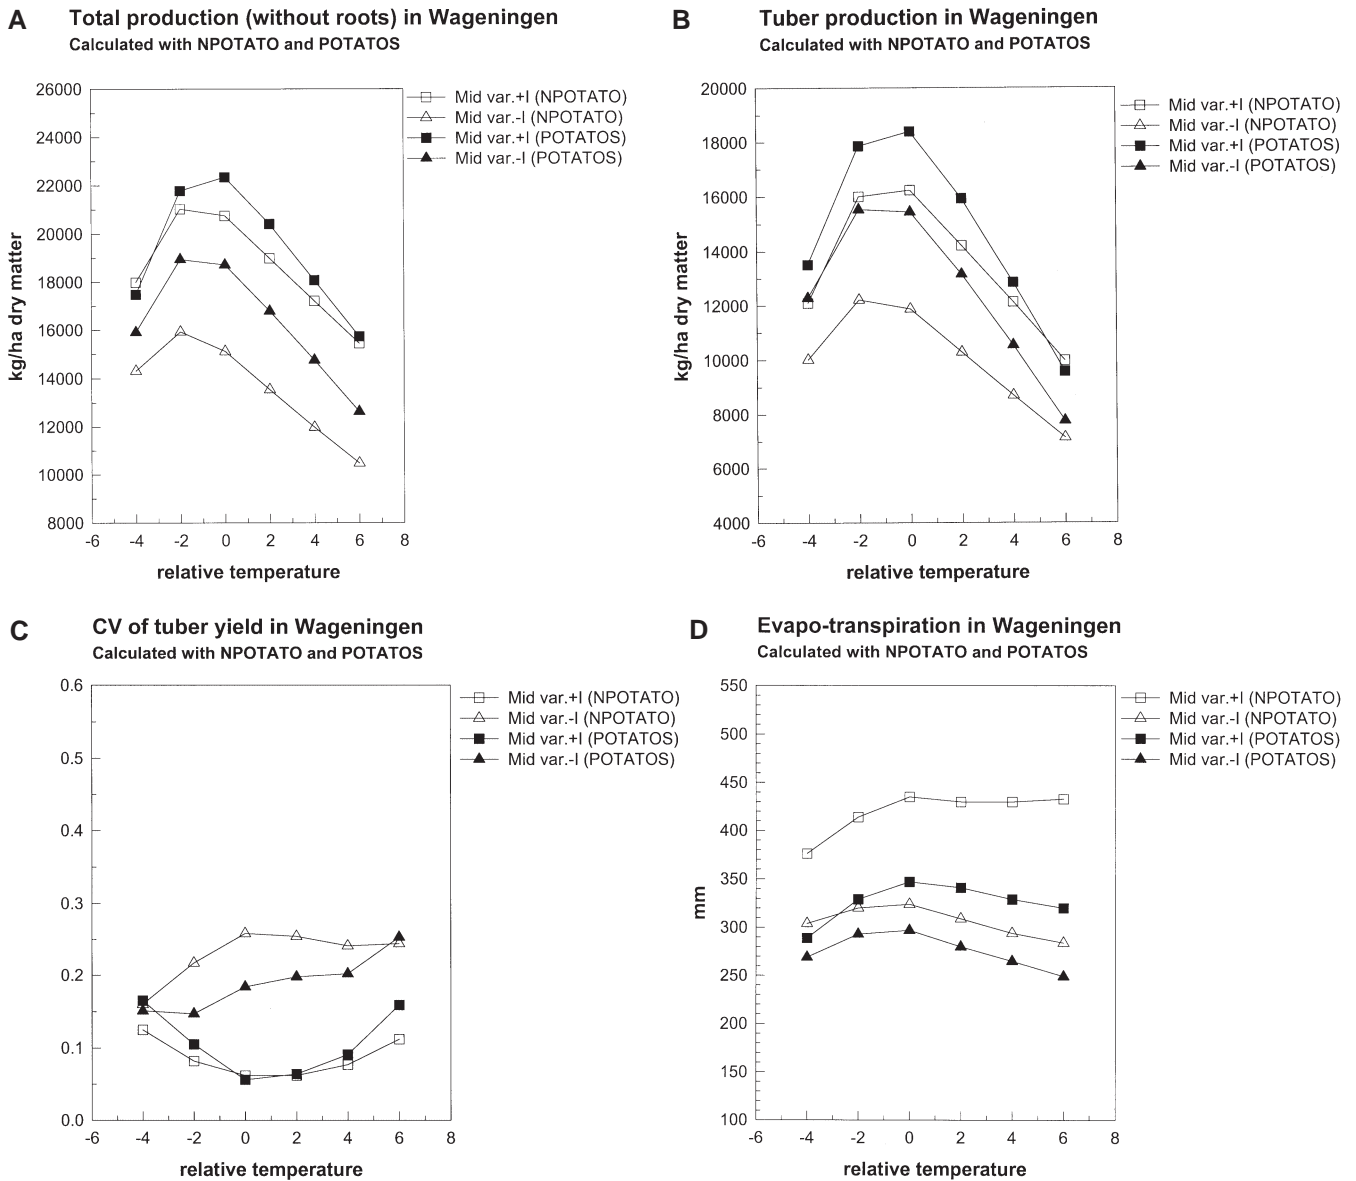 A
Total production (without roots) in Wageningen
Calculated with NPOTATO and POTATOS
26000
24000
22000
20000
18000
16000
14000
12000
10000
8000
kg/ha dry matter
-6 -4 -2 0 2 4 6 8
relative temperature
Mid var.+I (NPOTATO)
Mid var.-I (NPOTATO)
Mid var.+I (POTATOS)
Mid var.-I (POTATOS)
B
Tuber production in Wageningen
Calculated with NPOTATO and POTATOS
20000
18000
16000
14000
12000
10000
8000
6000
4000
kg/ha dry matter
-6 -4 -2 0 2 4 6 8
relative temperature
Mid var.+I (NPOTATO)
Mid var.-I (NPOTATO)
Mid var.+I (POTATOS)
Mid var.-I (POTATOS)
C
CV of tuber yield in Wageningen
Calculated with NPOTATO and POTATOS
0.6
0.5
0.4
0.3
0.2
0.1
0.0
-6 -4 -2 0 2 4 6 8
relative temperature
Mid var.+I (NPOTATO)
Mid var.-I (NPOTATO)
Mid var.+I (POTATOS)
Mid var.-I (POTATOS)
D
Evapo-transpiration in Wageningen
Calculated with NPOTATO and POTATOS
550
500
450
400
350
300
250
200
150
100
mm
-6 -4 -2 0 2 4 6 8
relative temperature
Mid var.+I (NPOTATO)
Mid var.-I (NPOTATO)
Mid var.+I (POTATOS)
Mid var.-I (POTATOS)